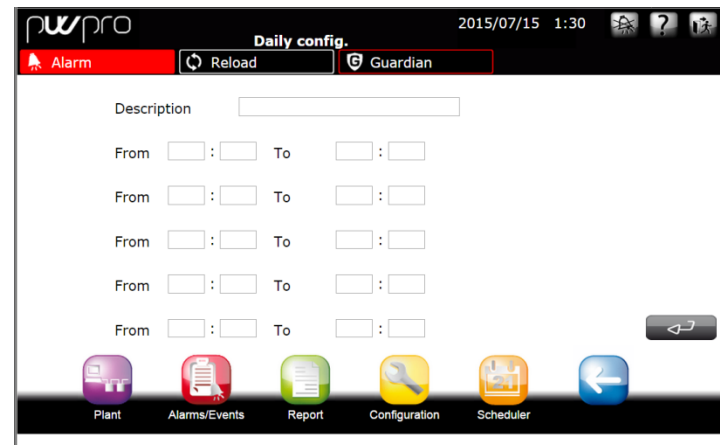 pwpro
Daily config.
2015/07/15 1:30
?
Alarm
Reload
G Guardian
Description
From : To :
From : To :
From : To :
From : To :
From : To :
21
Plant
Alarms/Events
Report
Configuration
Scheduler